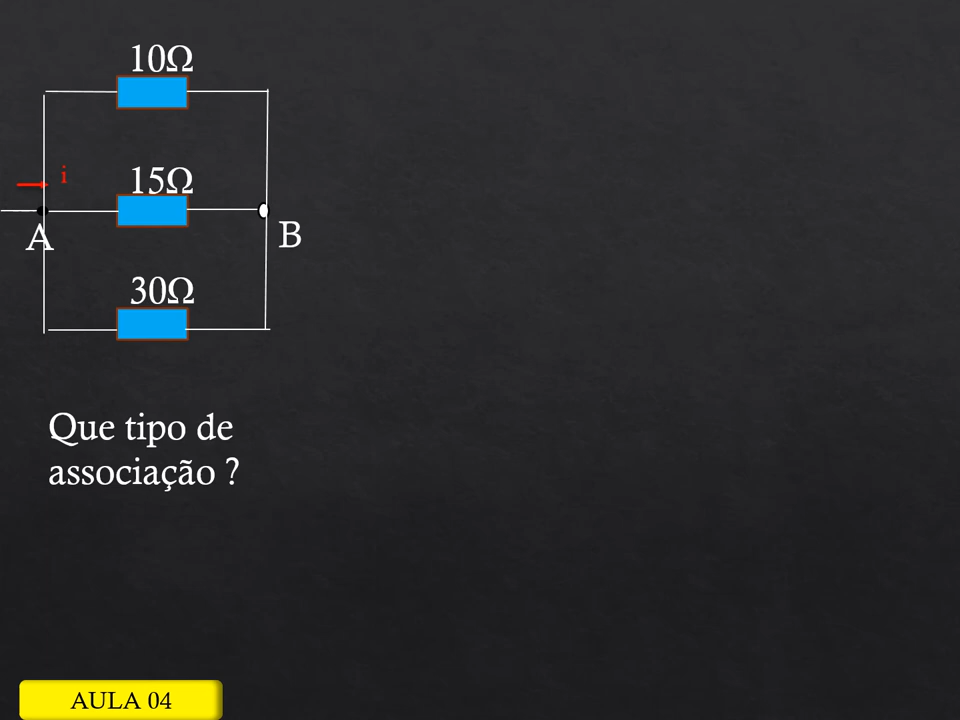 10Ω
i
15Ω
A
B
30Ω
Que tipo de
associação ?
AULA 04